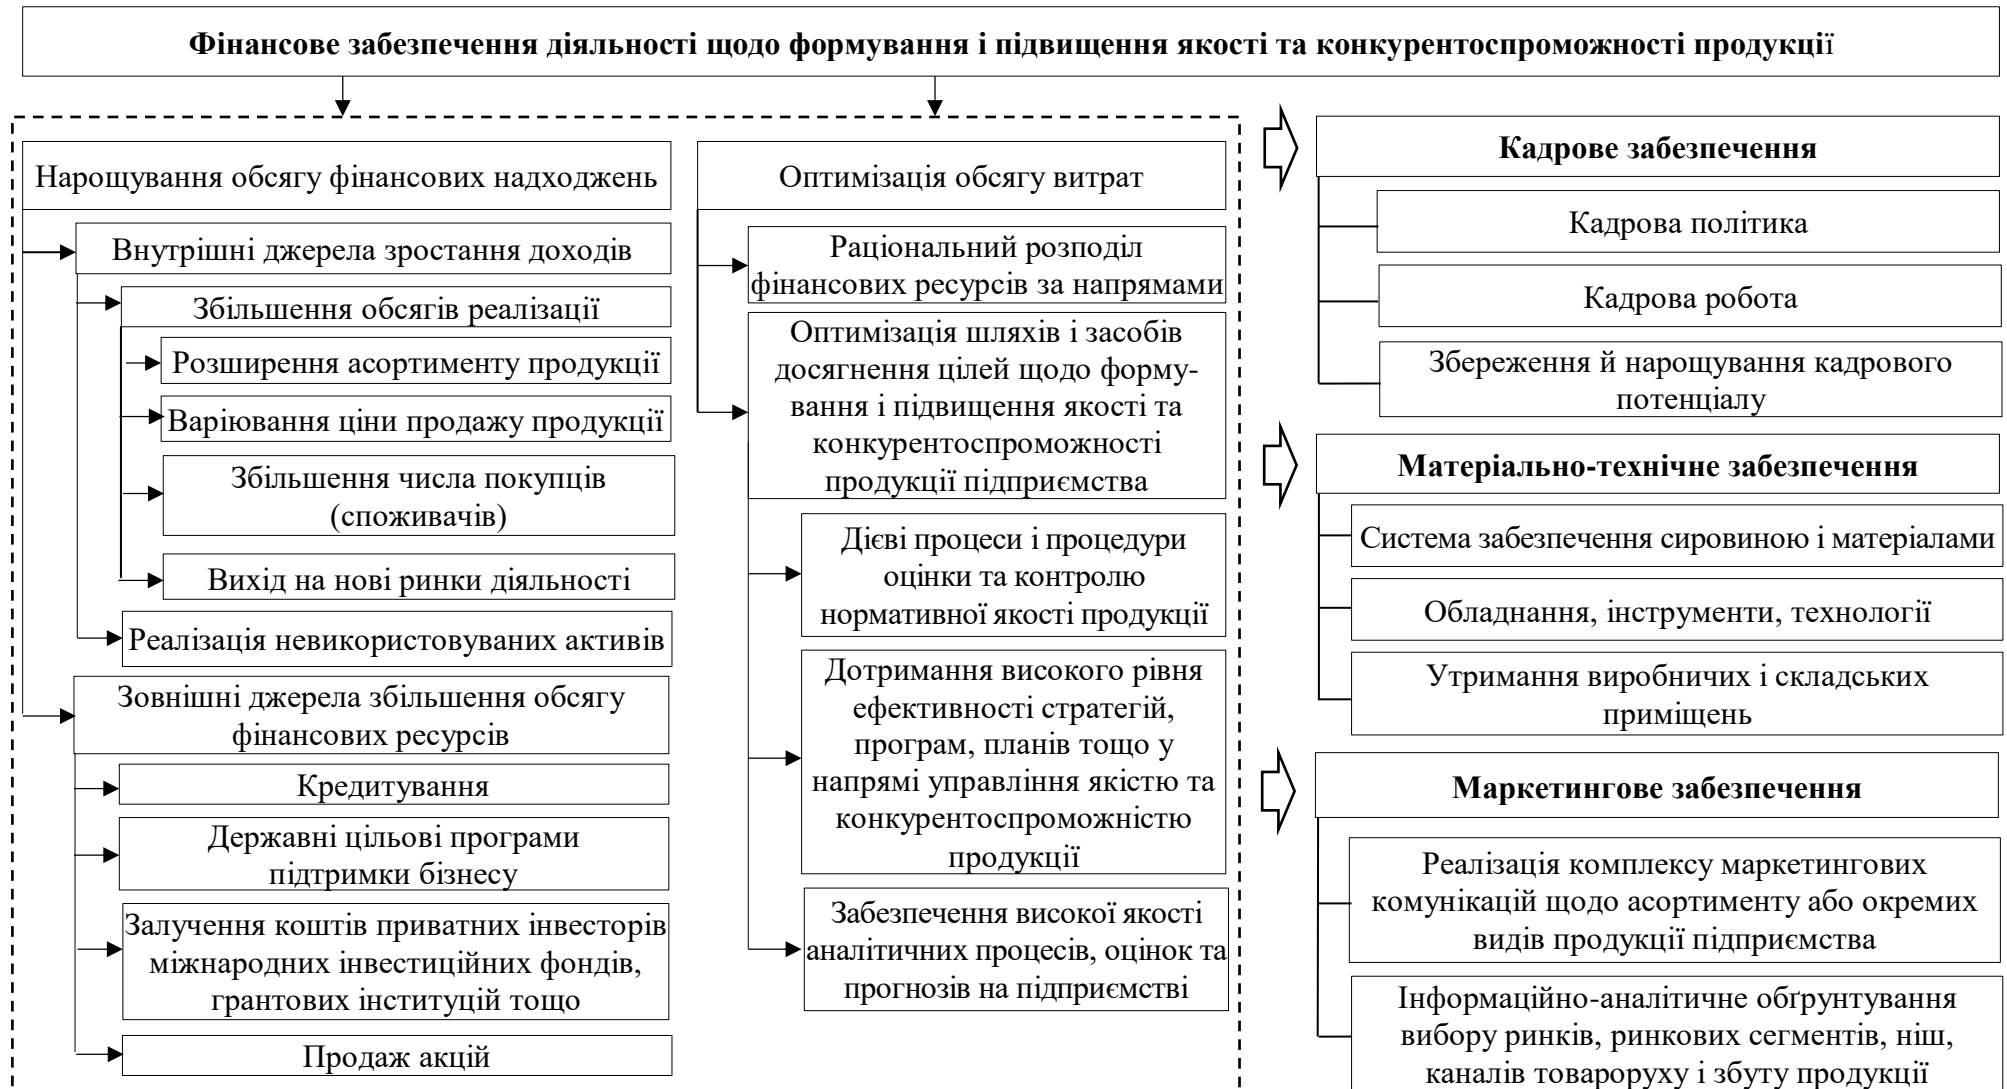 Фінансове забезпечення діяльності щодо формування і підвищення якості та конкурентоспроможності продукції
Нарощування обсягу фінансових надходжень
Внутрішні джерела зростання доходів
Збільшення обсягів реалізації
Розширення асортименту продукції
Варіювання ціни продажу продукції
Збільшення числа покупців
(споживачів)
Вихід на нові ринки діяльності
Реалізація невикористовуваних активів
Зовнішні джерела збільшення обсягу
фінансових ресурсів
Кредитування
Державні цільові програми
підтримки бізнесу
Залучення коштів приватних інвесторів
міжнародних інвестиційних фондів,
грантових інституцій тощо
Продаж акцій
Оптимізація обсягу витрат
Раціональний розподіл
фінансових ресурсів за напрямами
Оптимізація шляхів і засобів
досягнення цілей щодо форму-
вання і підвищення якості та
конкурентоспроможності
продукції підприємства
Дієві процеси і процедури
оцінки та контролю
нормативної якості продукції
Дотримання високого рівня
ефективності стратегій,
програм, планів тощо у
напрямі управління якістю та
конкурентоспроможністю
продукції
Забезпечення високої якості
аналітичних процесів, оцінок та
прогнозів на підприємстві
Кадрове забезпечення
Кадрова політика
Кадрова робота
Збереження й нарощування кадрового
потенціалу
Матеріально-технічне забезпечення
Система забезпечення сировиною і матеріалами
Обладнання, інструменти, технології
Утримання виробничих і складських
приміщень
Маркетингове забезпечення
Реалізація комплексу маркетингових
комунікацій щодо асортименту або окремих
видів продукції підприємства
Інформаційно-аналітичне обґрунтування
вибору ринків, ринкових сегментів, ніш,
каналів товароруху і збуту продукції